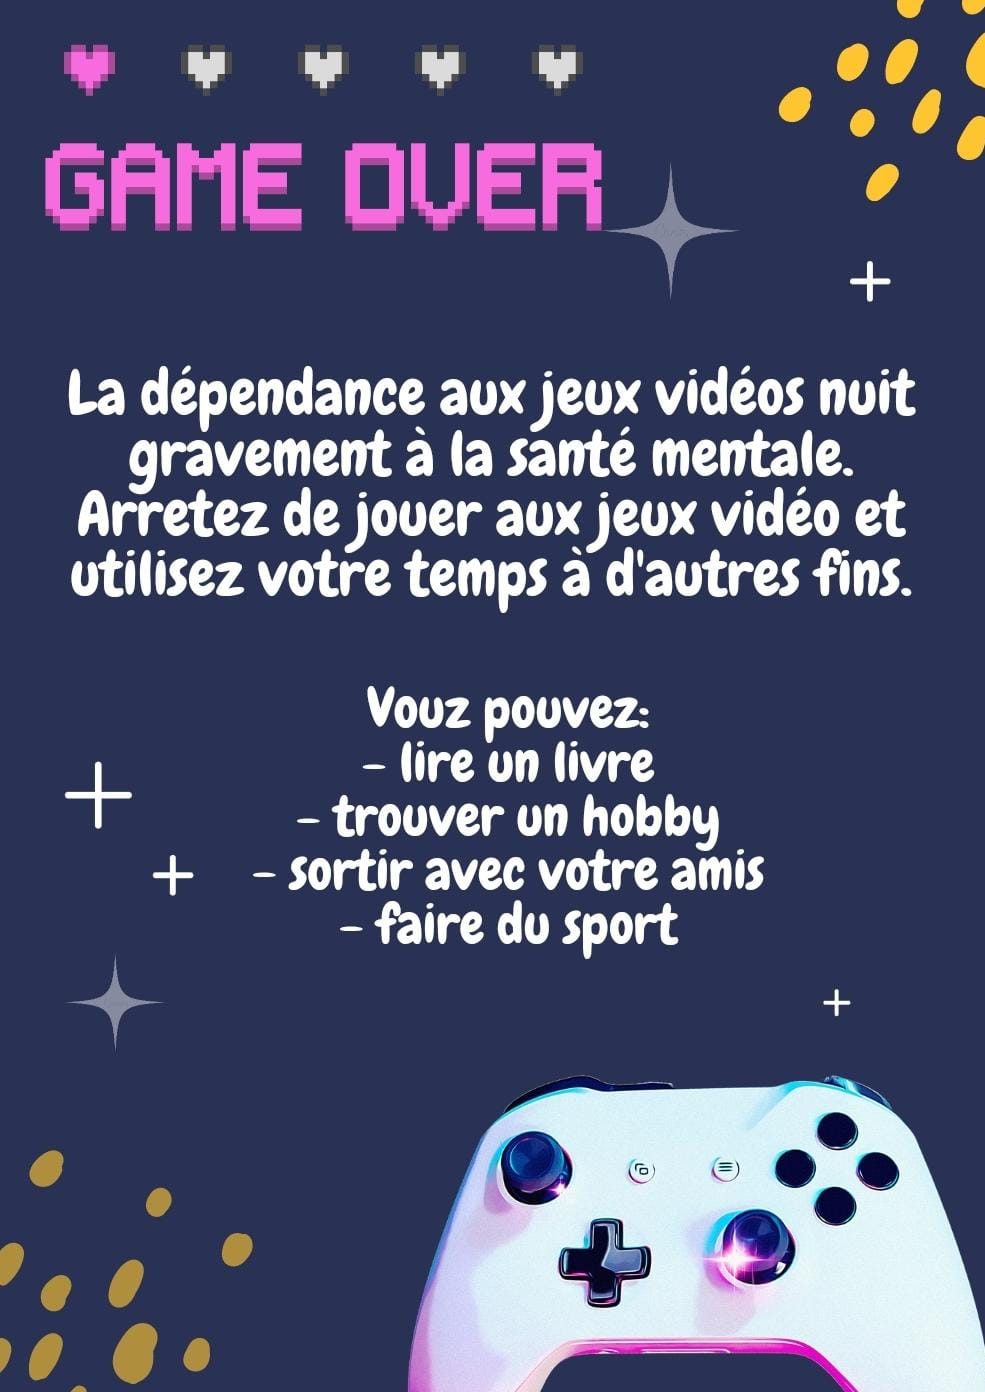 GAME OVER
La dépendance aux jeux vidéos nuit
gravement à la santé mentale.
Arretez de jouer aux jeux vidéo et
utilisez votre temps à d'autres fins.
Vouz pouvez:
- lire un livre
- trouver un hobby
- sortir avec votre amis
- faire du sport